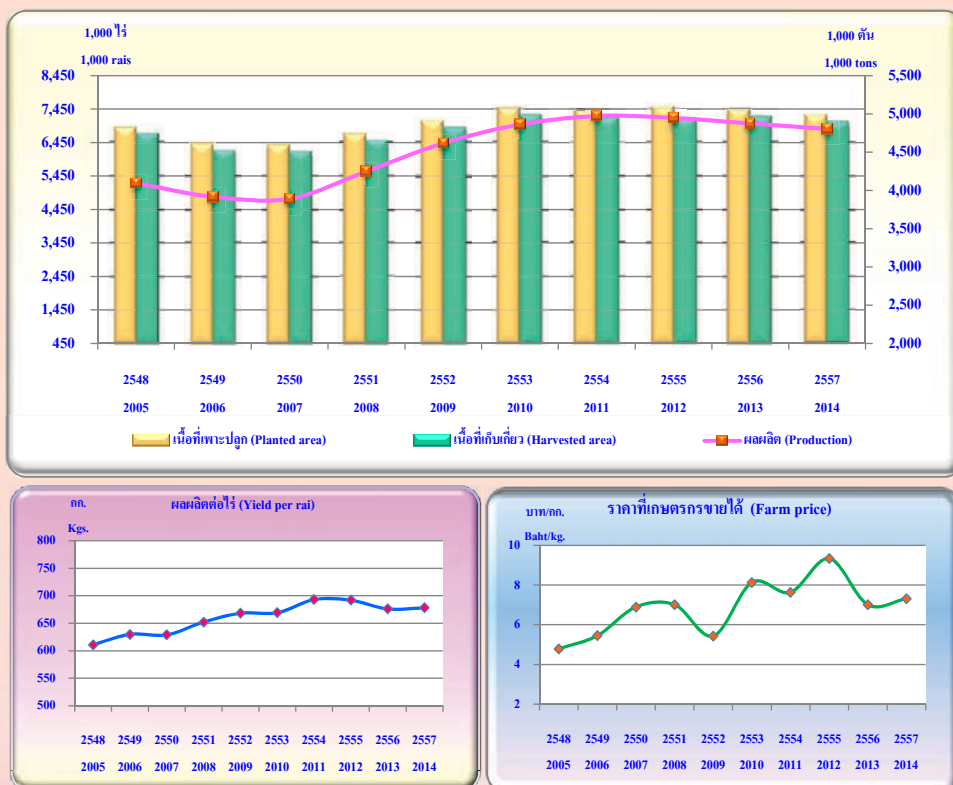 1,000 ไร่
1,000 ตัน
1,000 rais
1,000 tons
8,450
7,450
6,450
5,450
4,450
3,450
2,450
1,450
450
5,500
5,000
4,500
4,000
3,500
3,000
2,500
2,000
2548 2549 2550 2551 2552 2553 2554 2555 2556 2557
2005 2006 2007 2008 2009 2010 2011 2012 2013 2014
เนื้อที่เพาะปลูก (Planted area) เนื้อที่เก็บเกี่ยว (Harvested area) ผลผลิต (Production)
กก. ผลผลิตต่อไร่ (Yield per rai)
Kgs.
800
750
700
650
600
550
500
2548 2549 2550 2551 2552 2553 2554 2555 2556 2557
2005 2006 2007 2008 2009 2010 2011 2012 2013 2014
บาท/กก. ราคาที่เกษตรกรขายได้ (Farm price)
Baht/kg.
10
8
6
4
2
2548 2549 2550 2551 2552 2553 2554 2555 2556 2557
2005 2006 2007 2008 2009 2010 2011 2012 2013 2014